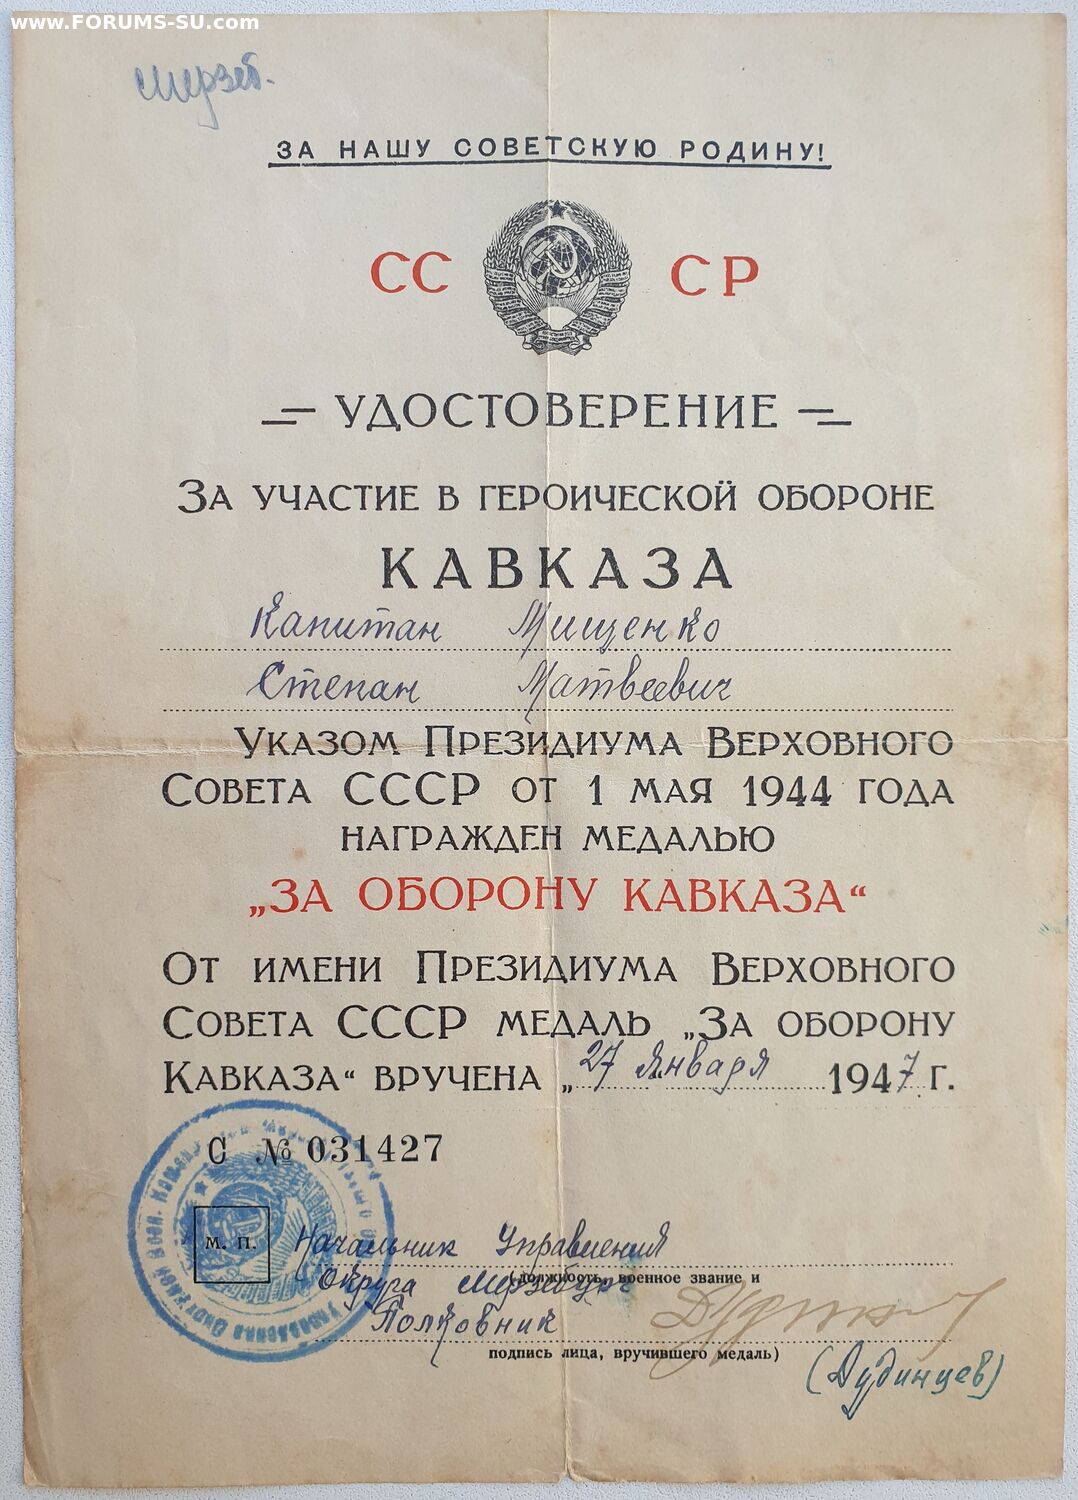 www.FORUMS-SU.com
Мерзеб.
ЗА НАШУ СОВЕТСКУЮ РОДИНУ!
СС СР
УДОСТОВЕРЕНИЕ
ЗА УЧАСТИЕ В ГЕРОИЧЕСКОЙ ОБОРОНЕ
КАВКАЗА
Капитан Мищенко
Степан Матвеевич
УКАЗОМ ПРЕЗИДИУМА ВЕРХОВНОГО
СОВЕТА СССР ОТ 1 МАЯ 1944 ГОДА
НАГРАЖДЕН МЕДАЛЬЮ
„ЗА ОБОРОНУ КАВКАЗА“
ОТ ИМЕНИ ПРЕЗИДИУМА ВЕРХОВНОГО
СОВЕТА СССР МЕДАЛЬ „ЗА ОБОРОНУ
КАВКАЗА“ ВРУЧЕНА „27 января 1947 Г.
С № 031427
М. П.
Начальник Управления
(должность, военное звание и
Округа Мерзебург
Полковник
подпись лица, вручившего медаль)
(Дудинцев)